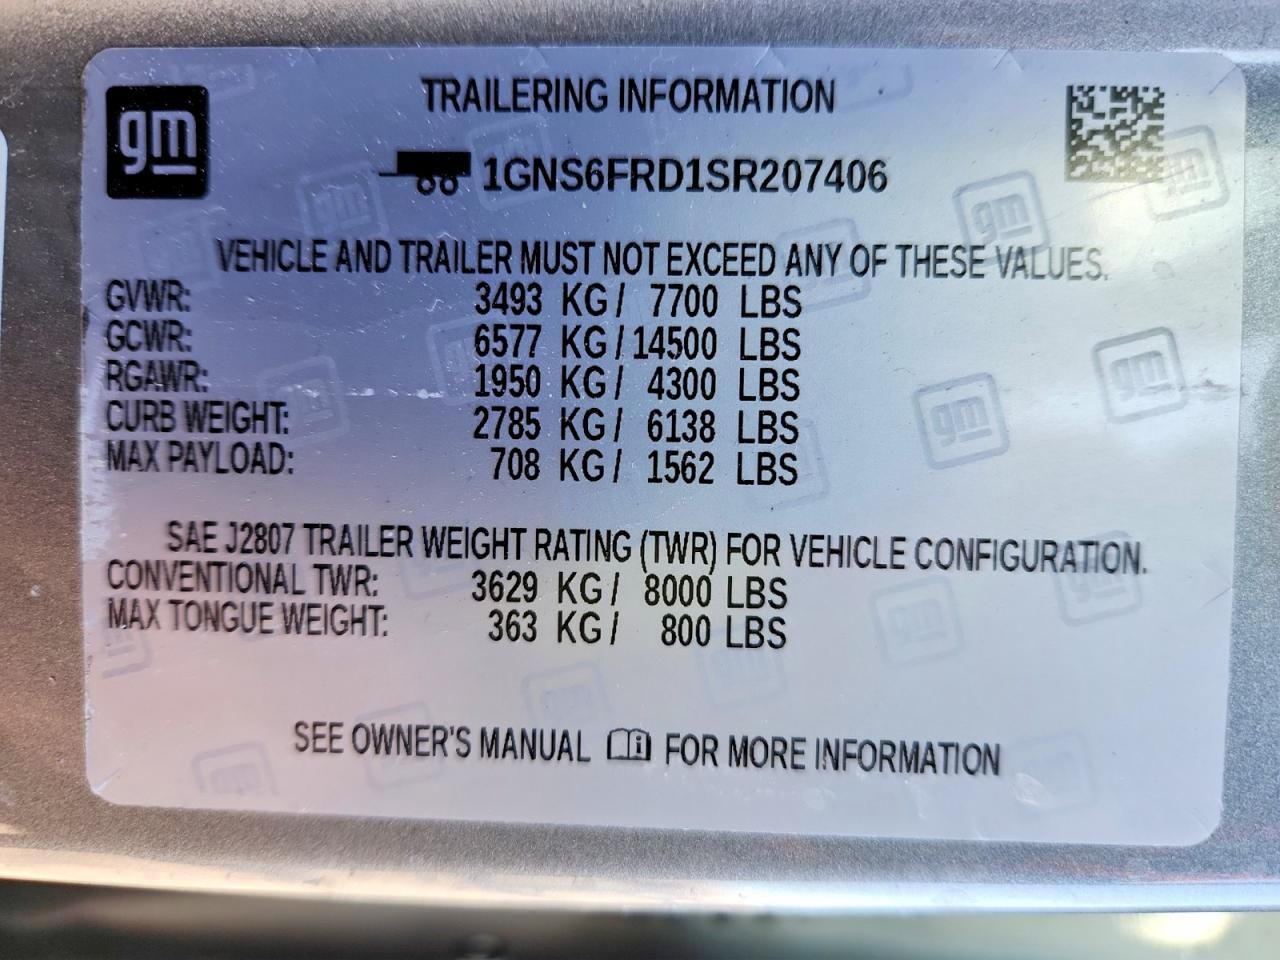 gm
TRAILERING INFORMATION
1GNS6FRD1SR207406
VEHICLE AND TRAILER MUST NOT EXCEED ANY OF THESE VALUES.
GVWR: 3493 KG/ 7700 LBS
GCWR: 6577 KG/14500 LBS
RGAWR: 1950 KG/ 4300 LBS
CURB WEIGHT: 2785 KG/ 6138 LBS
MAX PAYLOAD: 708 KG/ 1562 LBS
SAE J2807 TRAILER WEIGHT RATING (TWR) FOR VEHICLE CONFIGURATION.
CONVENTIONAL TWR: 3629 KG/ 8000 LBS
MAX TONGUE WEIGHT: 363 KG/ 800 LBS
SEE OWNER'S MANUAL FOR MORE INFORMATION